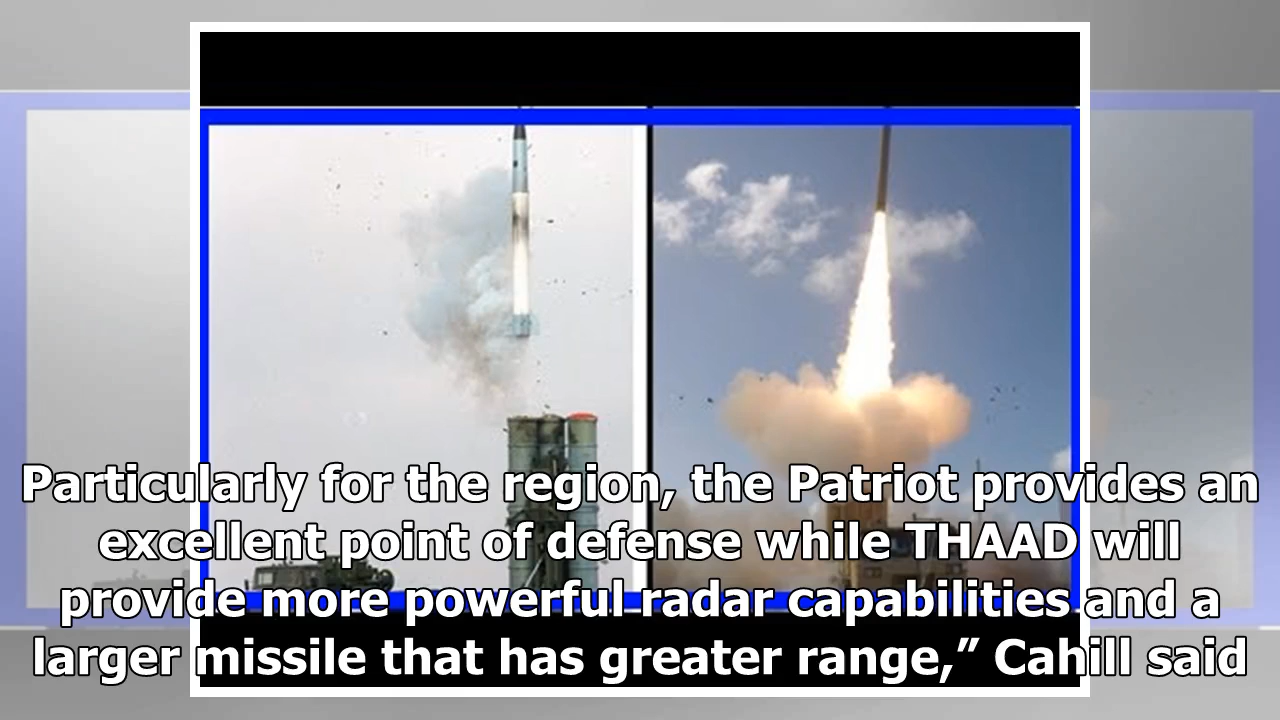 Particularly for the region, the Patriot provides an
excellent point of defense while THAAD will
provide more powerful radar capabilities and a
larger missile that has greater range,” Cahill said